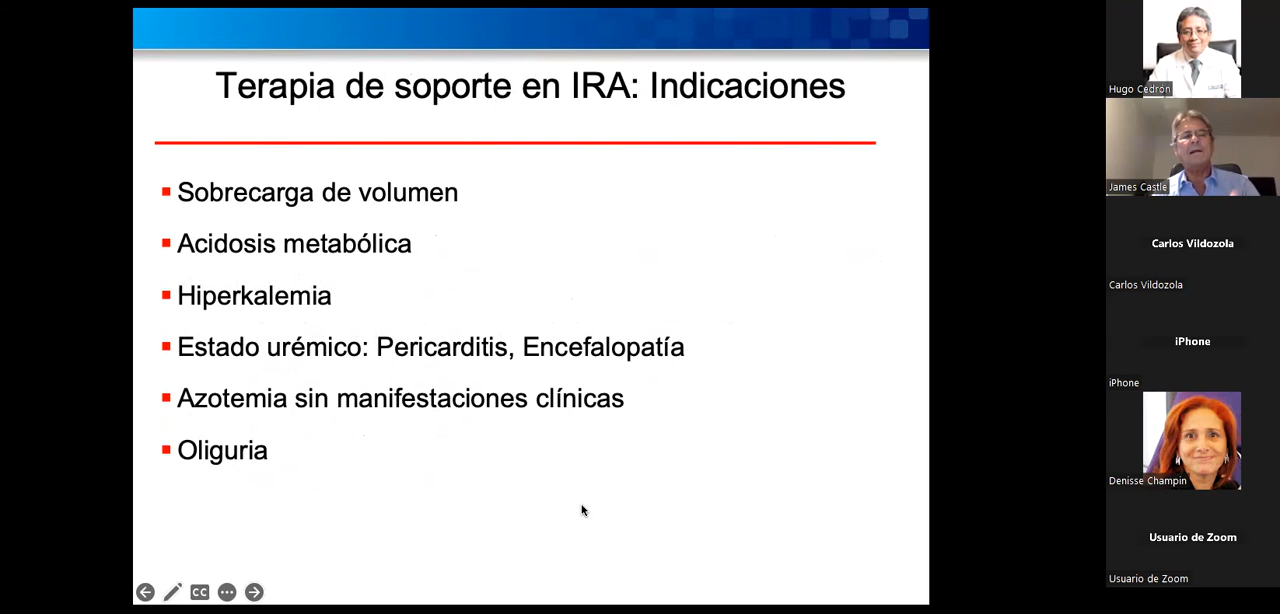 Terapia de soporte en IRA: Indicaciones
Sobrecarga de volumen
Acidosis metabólica
Hiperkalemia
Estado urémico: Pericarditis, Encefalopatía
Azotemia sin manifestaciones clínicas
Oliguria
CC
Hugo Cedrón
James Castle
Carlos Vildozola
Carlos Vildozola
iPhone
iPhone
Denisse Champin
Usuario de Zoom
Usuario de Zoom